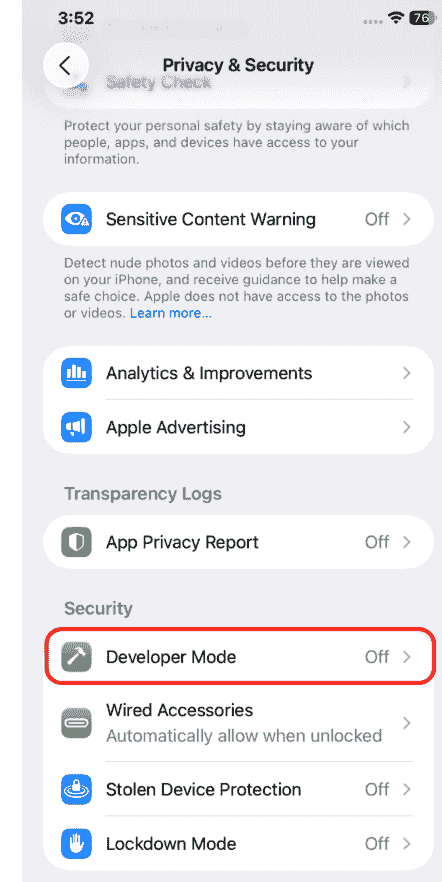 3:52
76
Privacy & Security
Safety Check
Protect your personal safety by staying aware of which
people, apps, and devices have access to your
information.
Sensitive Content Warning Off
Detect nude photos and videos before they are viewed
on your iPhone, and receive guidance to help make a
safe choice. Apple does not have access to the photos
or videos. Learn more...
Analytics & Improvements
Apple Advertising
Transparency Logs
App Privacy Report Off
Security
Developer Mode Off
Wired Accessories
Automatically allow when unlocked
Stolen Device Protection Off
Lockdown Mode Off